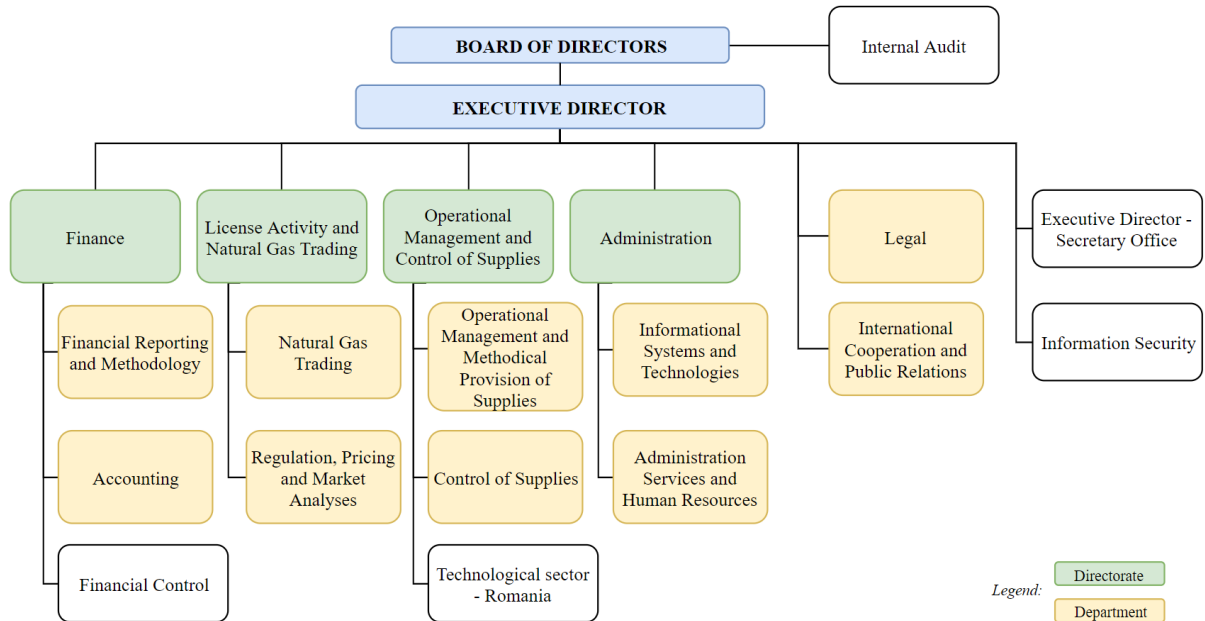 BOARD OF DIRECTORS
Internal Audit
EXECUTIVE DIRECTOR
Finance
License Activity and
Natural Gas Trading
Operational
Management and
Control of Supplies
Administration
Legal
Executive Director -
Secretary Office
Financial Reporting
and Methodology
Natural Gas
Trading
Operational
Management and
Methodical
Provision of
Supplies
Informational
Systems and
Technologies
International
Cooperation and
Public Relations
Information Security
Accounting
Regulation, Pricing
and Market
Analyses
Control of Supplies
Administration
Services and
Human Resources
Financial Control
Technological sector
- Romania
Legend:
Directorate
Department